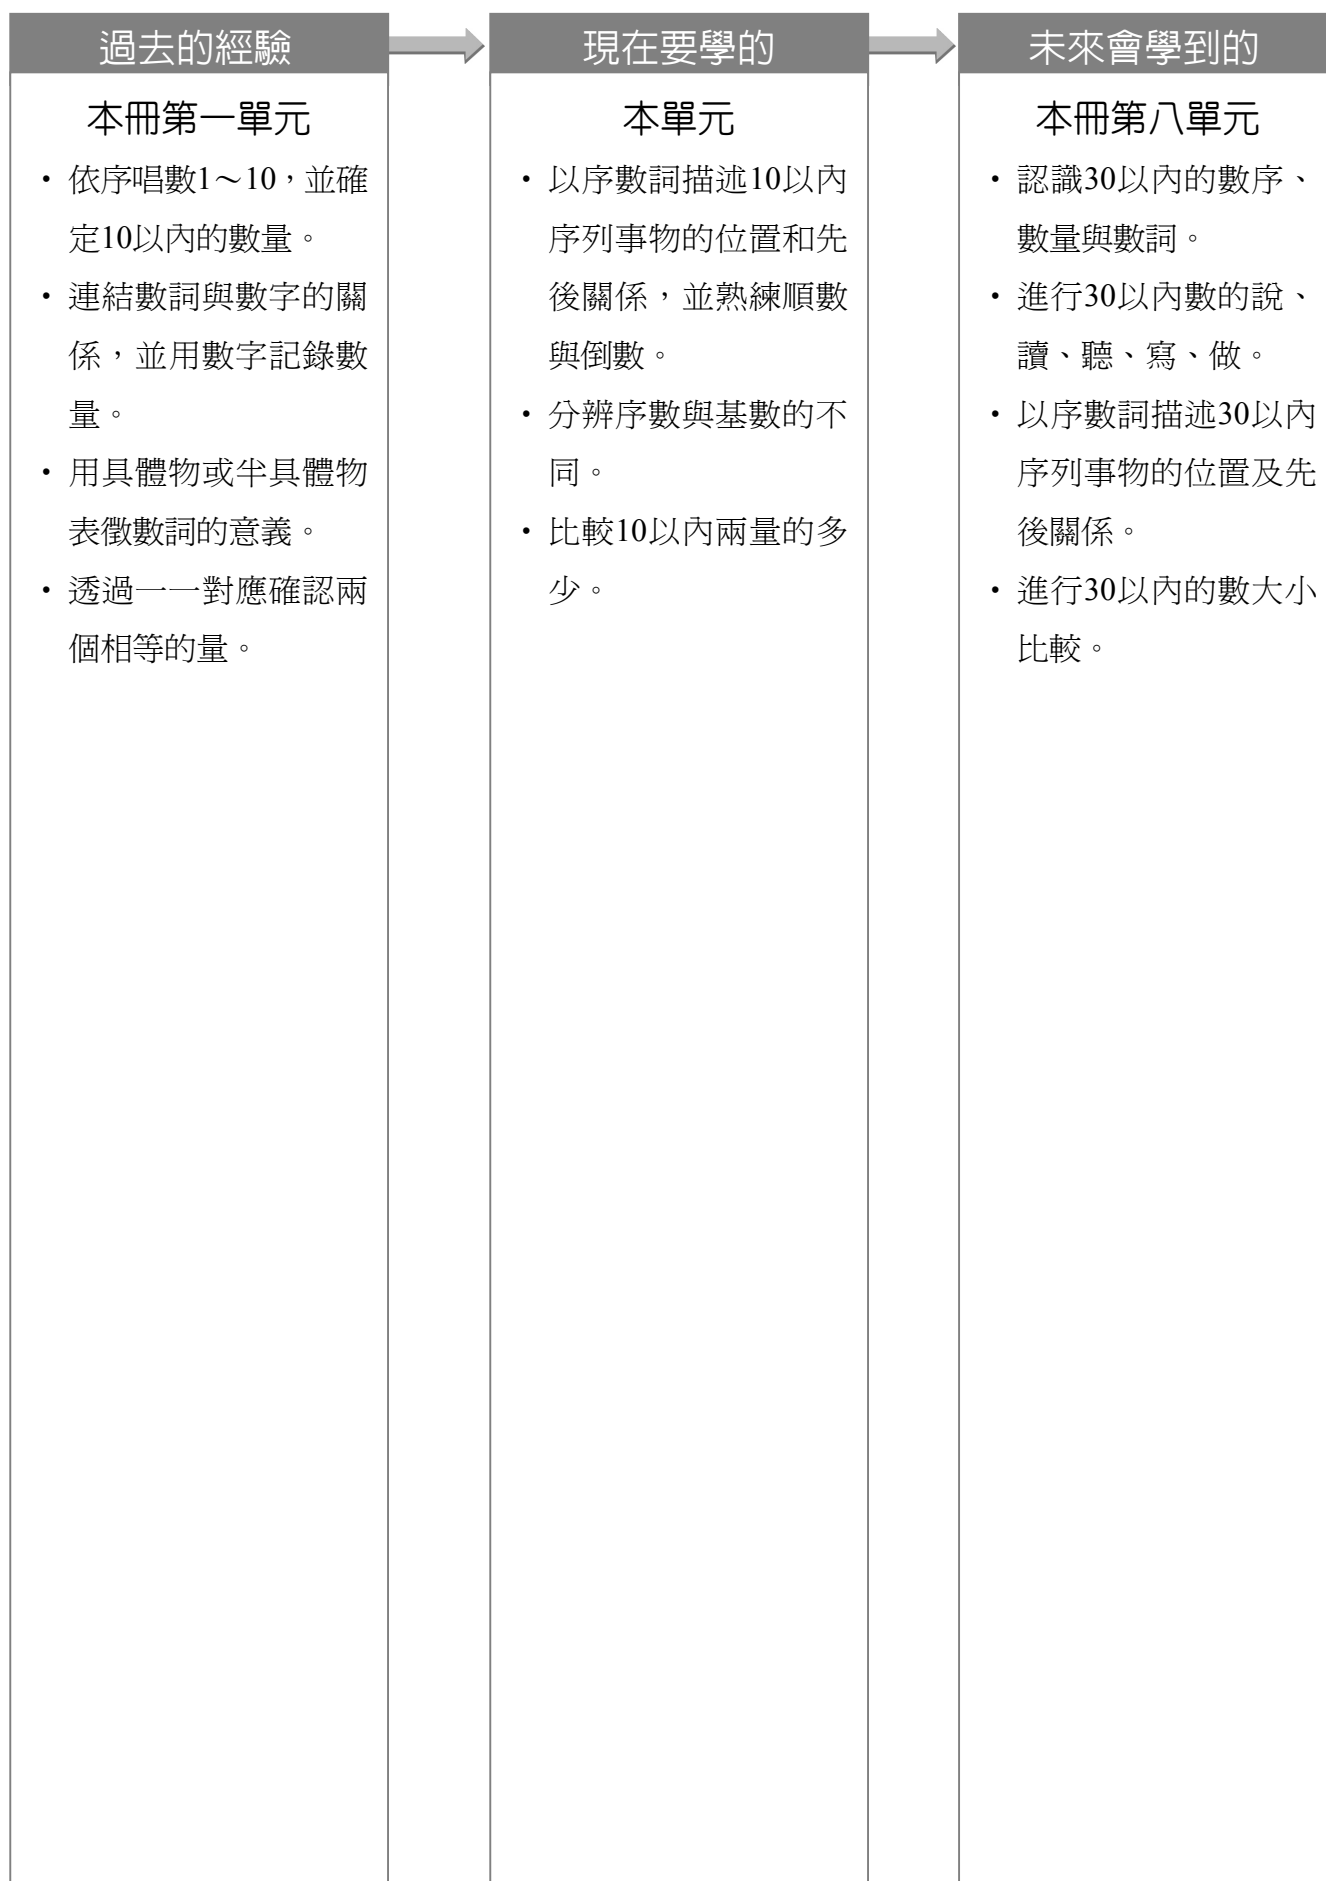 過去的經驗
本冊第一單元
・依序唱數1～10，並確
定10以內的數量。
・連結數詞與數字的關
係，並用數字記錄數
量。
・用具體物或半具體物
表徵數詞的意義。
・透過一一對應確認兩
個相等的量。
現在要學的
本單元
・以序數詞描述10以內
序列事物的位置和先
後關係，並熟練順數
與倒數。
・分辨序數與基數的不
同。
・比較10以內兩量的多
少。
未來會學到的
本冊第八單元
・認識30以內的數序、
數量與數詞。
・進行30以內數的說、
讀、聽、寫、做。
・以序數詞描述30以內
序列事物的位置及先
後關係。
・進行30以內的數大小
比較。